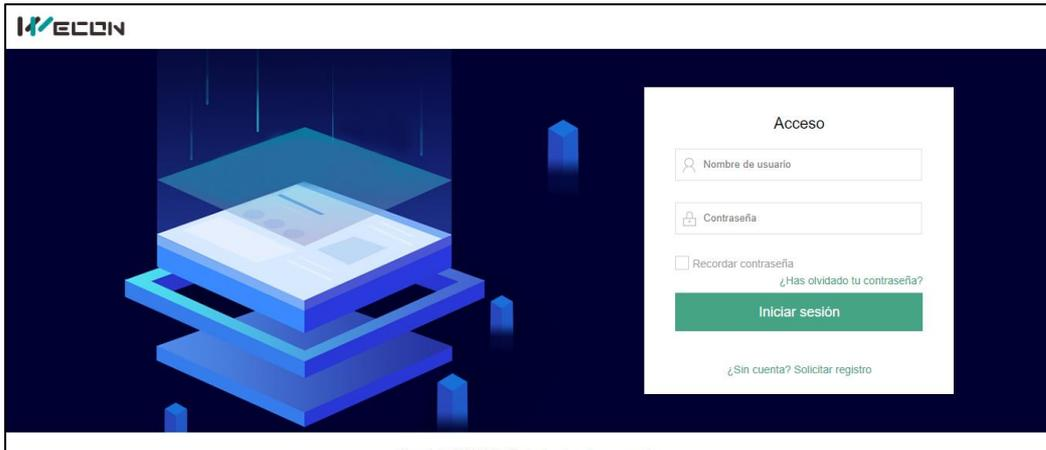 WECON
Acceso
Nombre de usuario
Contraseña
Recordar contraseña
¿Has olvidado tu contraseña?
Iniciar sesión
¿Sin cuenta? Solicitar registro